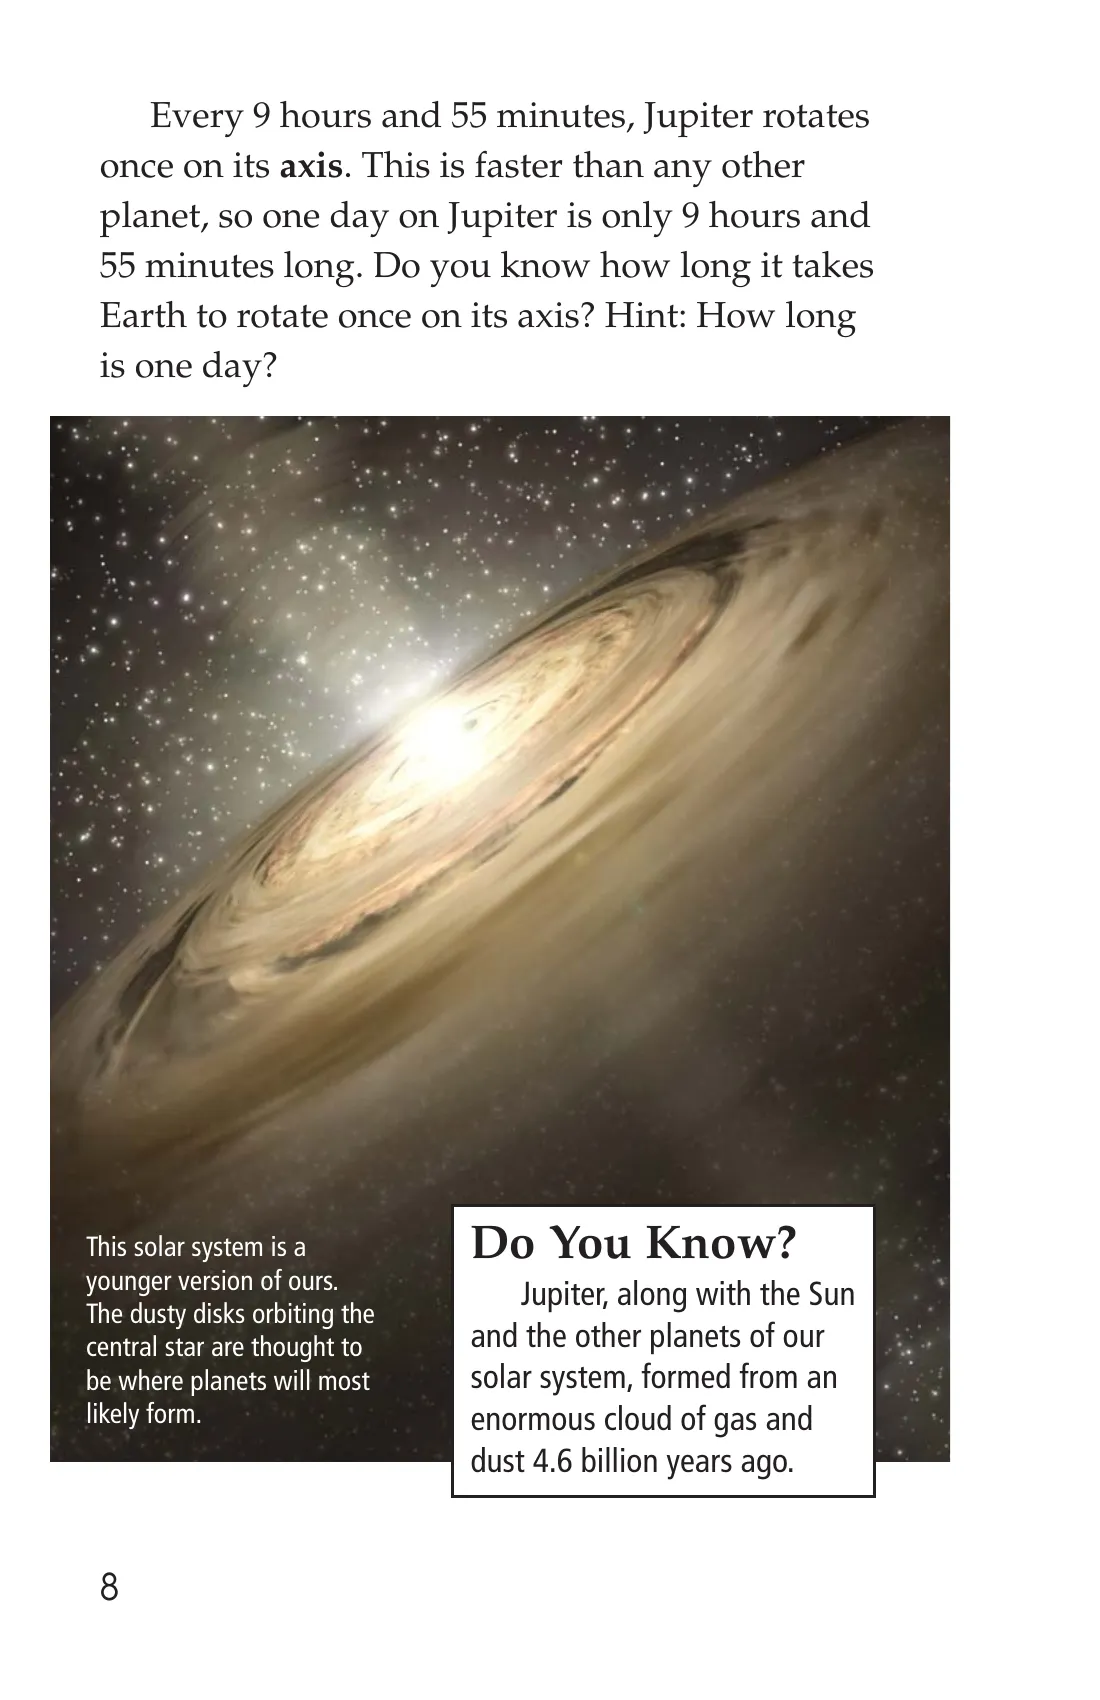 Every 9 hours and 55 minutes, Jupiter rotates
once on its axis. This is faster than any other
planet, so one day on Jupiter is only 9 hours and
55 minutes long. Do you know how long it takes
Earth to rotate once on its axis? Hint: How long
is one day?
This solar system is a
younger version of ours.
The dusty disks orbiting the
central star are thought to
be where planets will most
likely form.
Do You Know?
Jupiter, along with the Sun
and the other planets of our
solar system, formed from an
enormous cloud of gas and
dust 4.6 billion years ago.
8